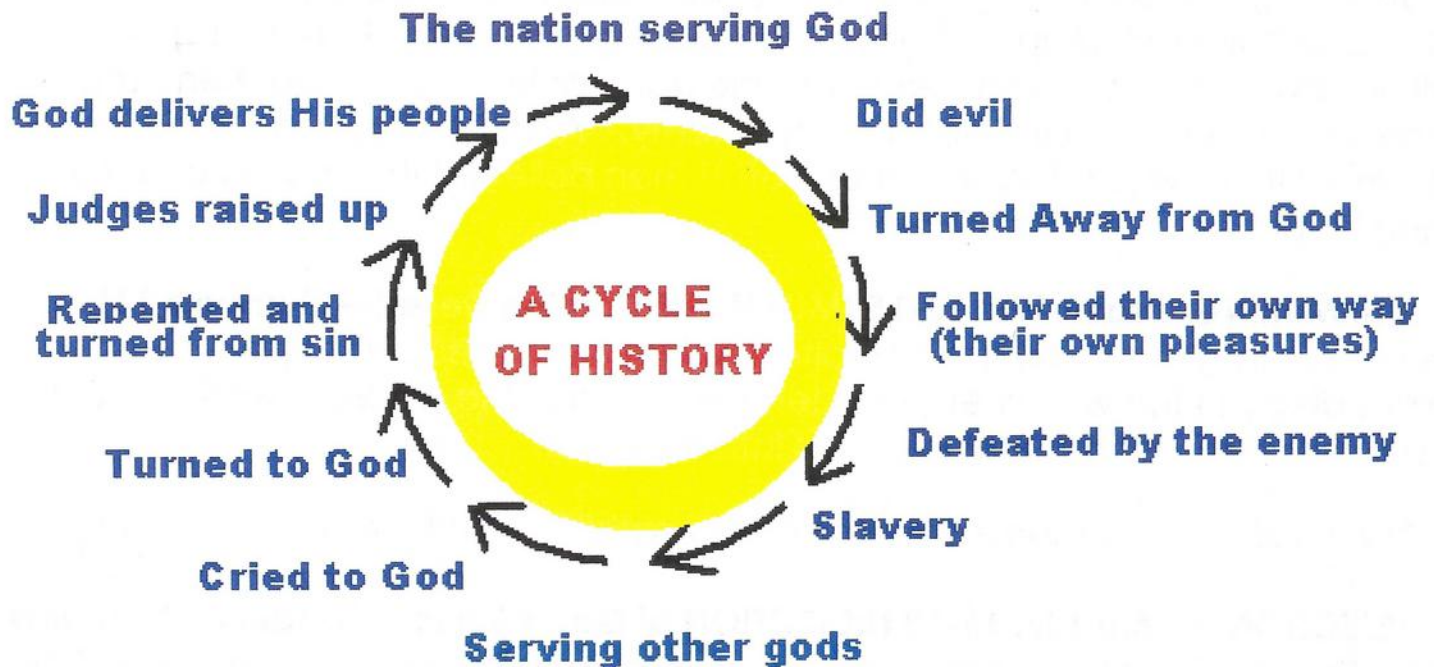 The nation serving God
Did evil
Turned Away from God
Followed their own way
(their own pleasures)
Defeated by the enemy
Slavery
Serving other gods
Cried to God
Turned to God
Repented and
turned from sin
Judges raised up
God delivers His people
A CYCLE
OF HISTORY